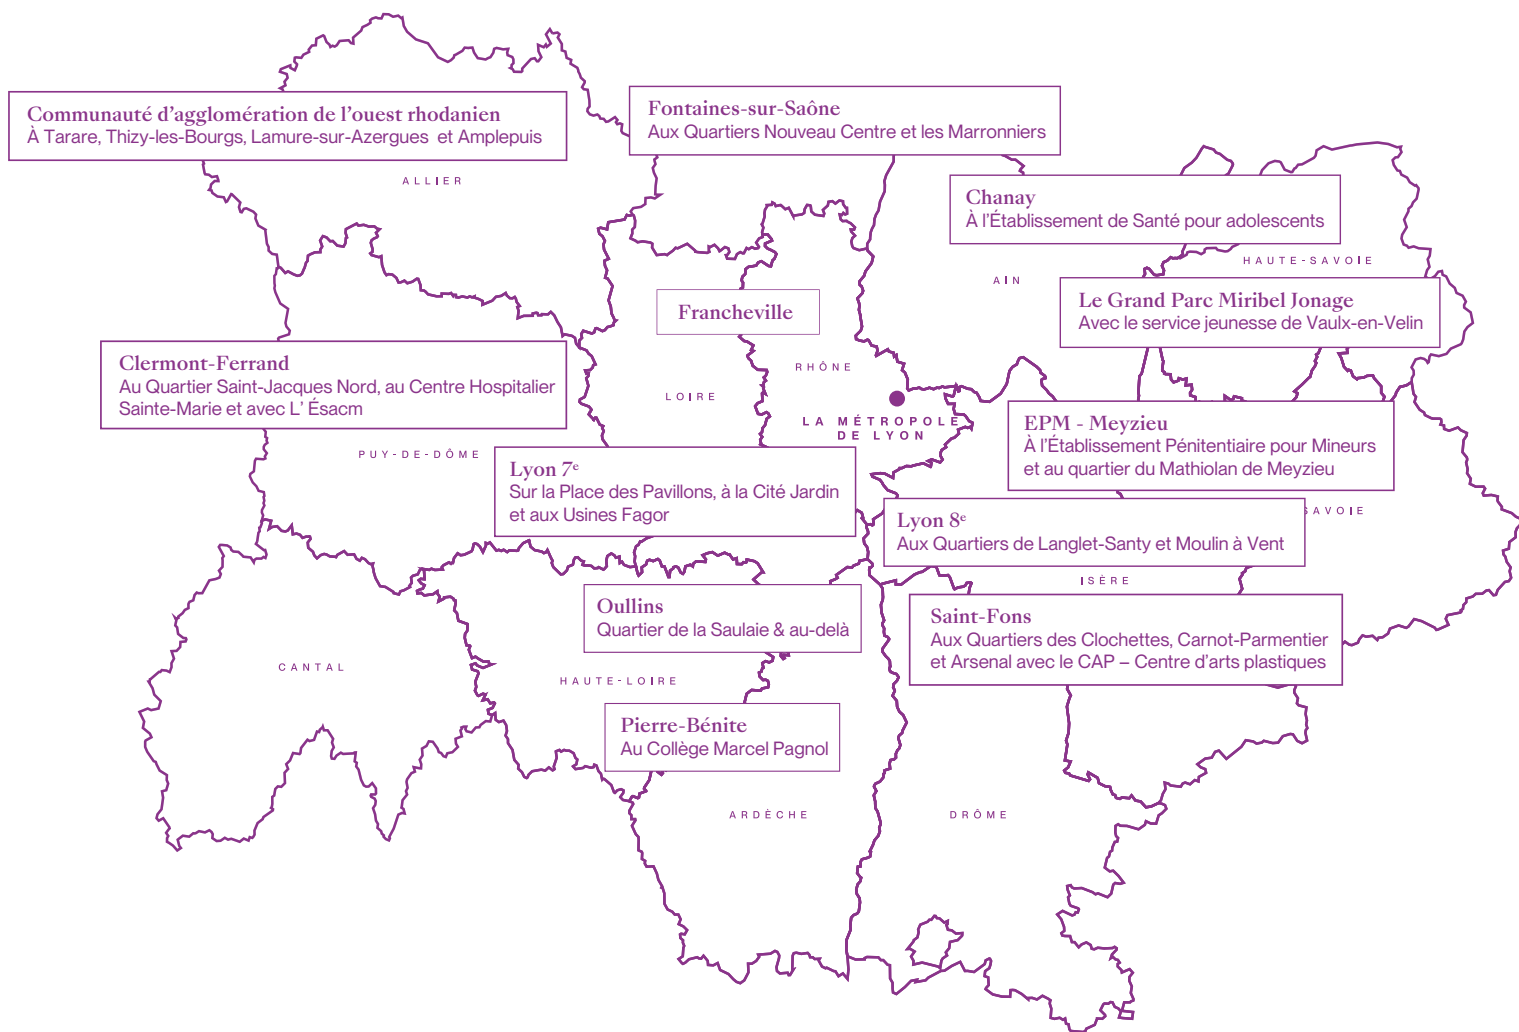 Communauté d'agglomération de l'ouest rhodanien
À Tarare, Thizy-les-Bourgs, Lamure-sur-Azergues et Amplepuis
Fontaines-sur-Saône
Aux Quartiers Nouveau Centre et les Marronniers
ALLIER
Chanay
À l'Établissement de Santé pour adolescents
HAUTE-SAVOIE
AIN
Le Grand Parc Miribel Jonage
Avec le service jeunesse de Vaulx-en-Velin
Francheville
Clermont-Ferrand
Au Quartier Saint-Jacques Nord, au Centre Hospitalier
Sainte-Marie et avec L' Ésacm
RHÔNE
LOIRE
LA MÉTROPOLE
DE LYON
EPM - Meyzieu
À l'Établissement Pénitentiaire pour Mineurs
et au quartier du Mathiolan de Meyzieu
PUY-DE-DÔME
Lyon 7e
Sur la Place des Pavillons, à la Cité Jardin
et aux Usines Fagor
Lyon 8e
Aux Quartiers de Langlet-Santy et Moulin à Vent
SAVOIE
ISÈRE
Oullins
Quartier de la Saulaie & au-delà
Saint-Fons
Aux Quartiers des Clochettes, Carnot-Parmentier
et Arsenal avec le CAP – Centre d'arts plastiques
CANTAL
HAUTE-LOIRE
Pierre-Bénite
Au Collège Marcel Pagnol
ARDÈCHE
DRÔME